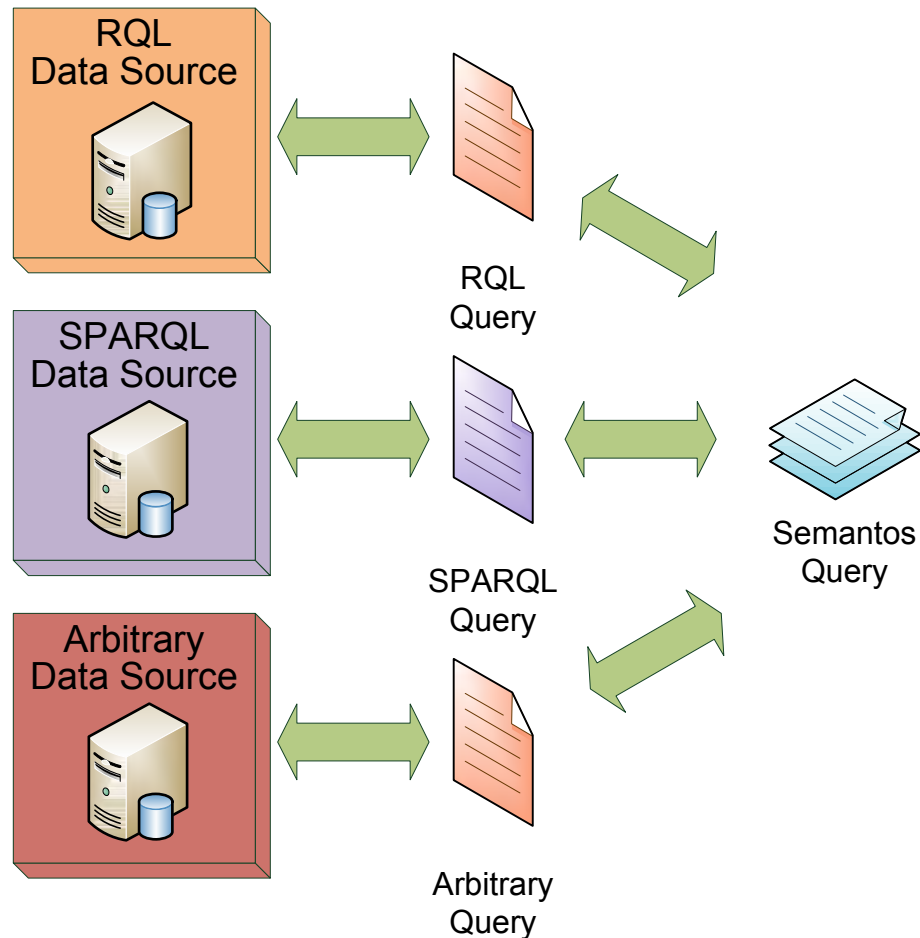 RQL
Data Source
RQL
Query
SPARQL
Data Source
SPARQL
Query
Semantos
Query
Arbitrary
Data Source
Arbitrary
Query